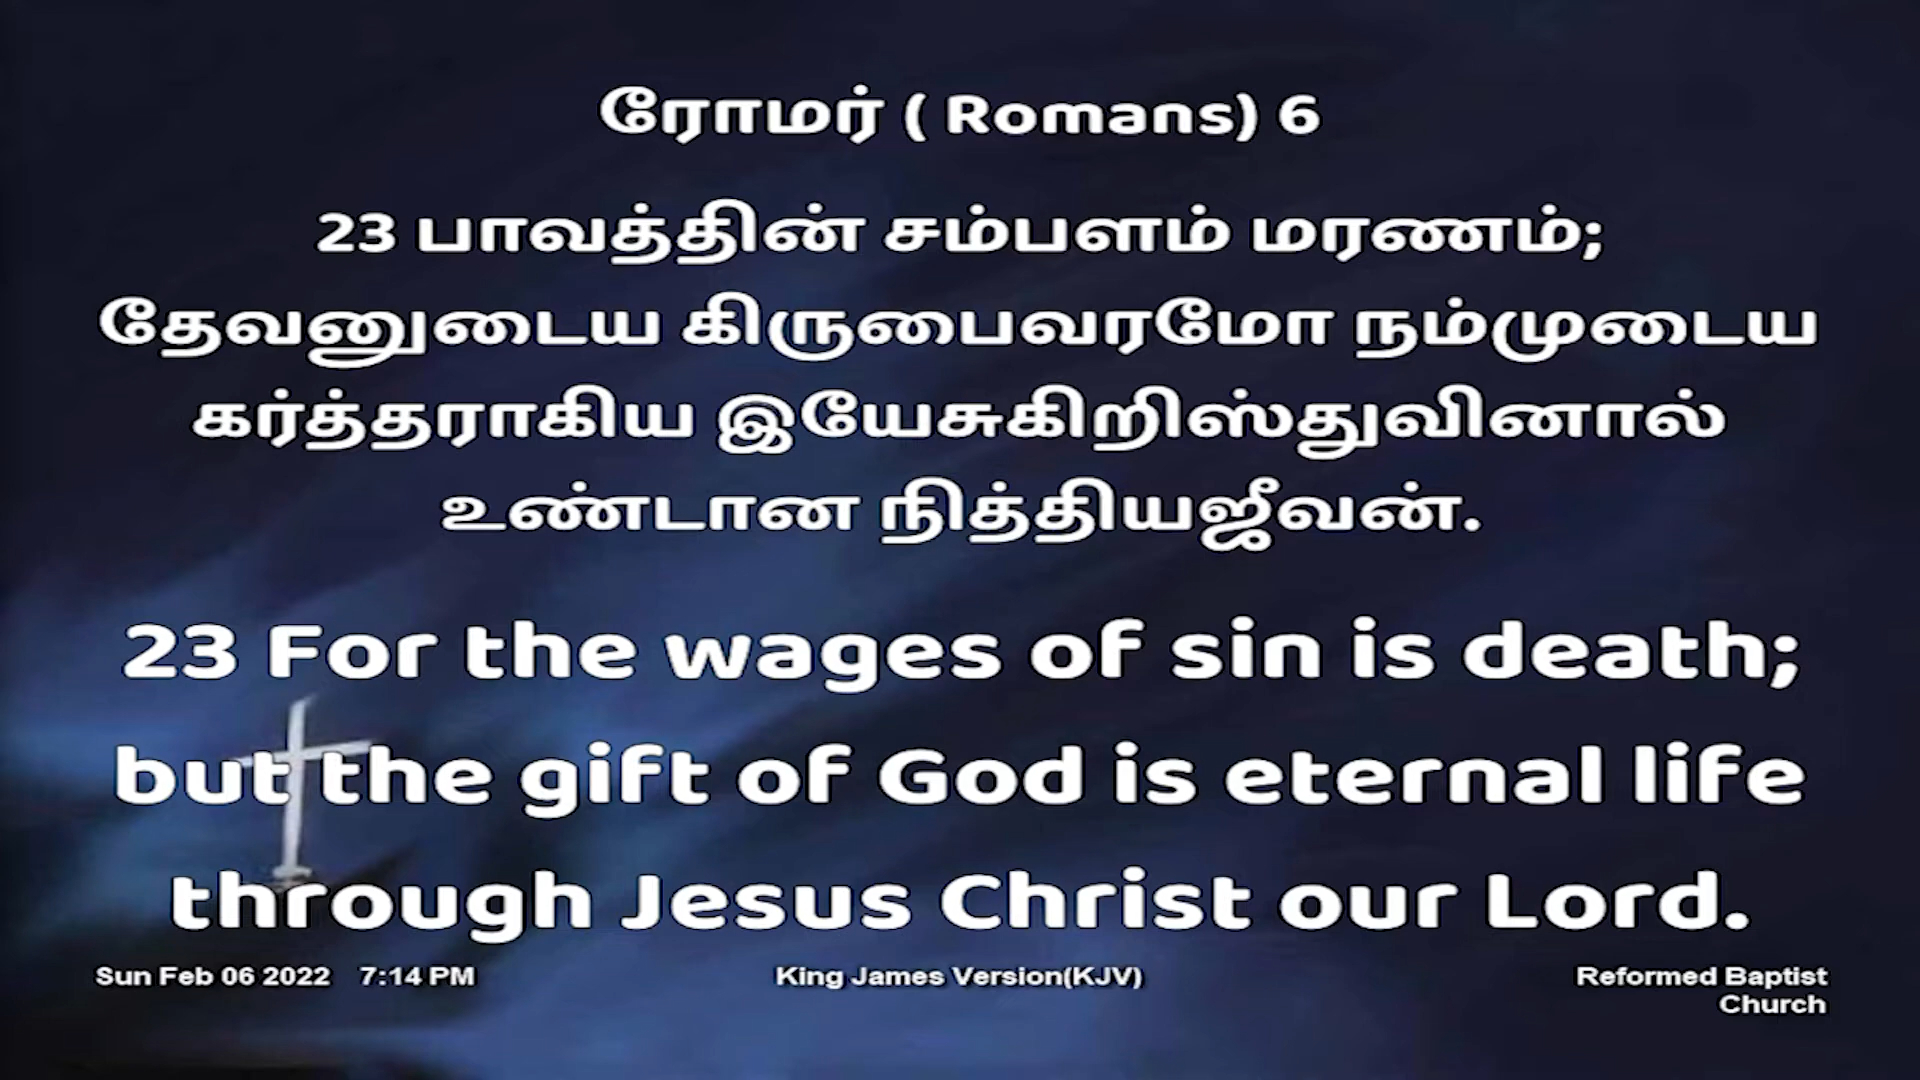 ரோமர் ( Romans) 6
23 பாவத்தின் சம்பளம் மரணம்;
தேவனுடைய கிருபைவரமோ நம்முடைய
கர்த்தராகிய இயேசுகிறிஸ்துவினால்
உண்டான நித்தியஜீவன்.
23 For the wages of sin is death;
but the gift of God is eternal life
through Jesus Christ our Lord.
Sun Feb 06 2022 7:14 PM
King James Version(KJV)
Reformed Baptist
Church